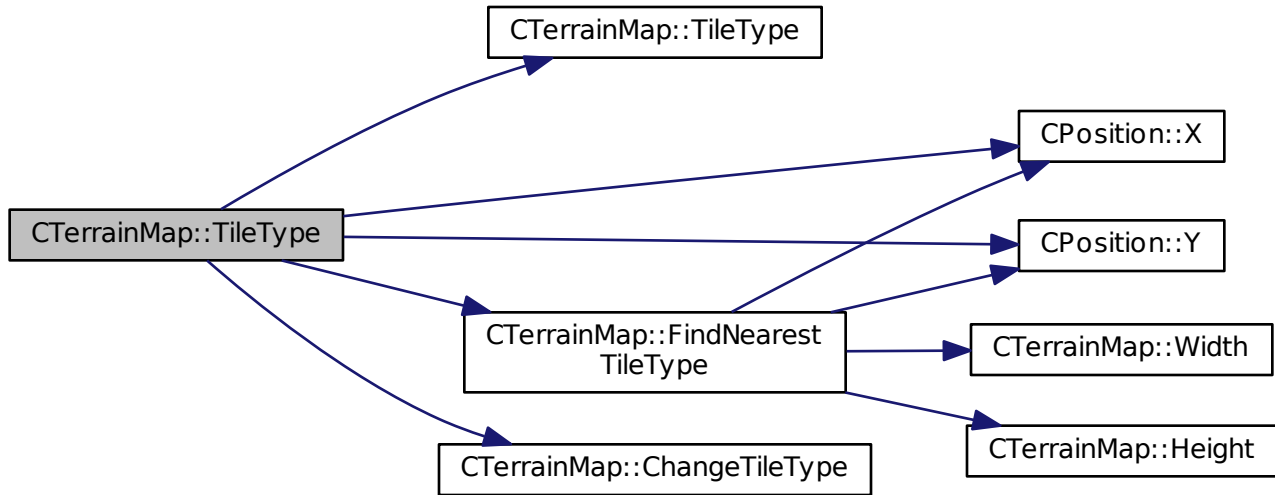 CTerrainMap::TileType
CPosition::X
CTerrainMap::TileType
CPosition::Y
CTerrainMap::FindNearest
TileType
CTerrainMap::Width
CTerrainMap::Height
CTerrainMap::ChangeTileType